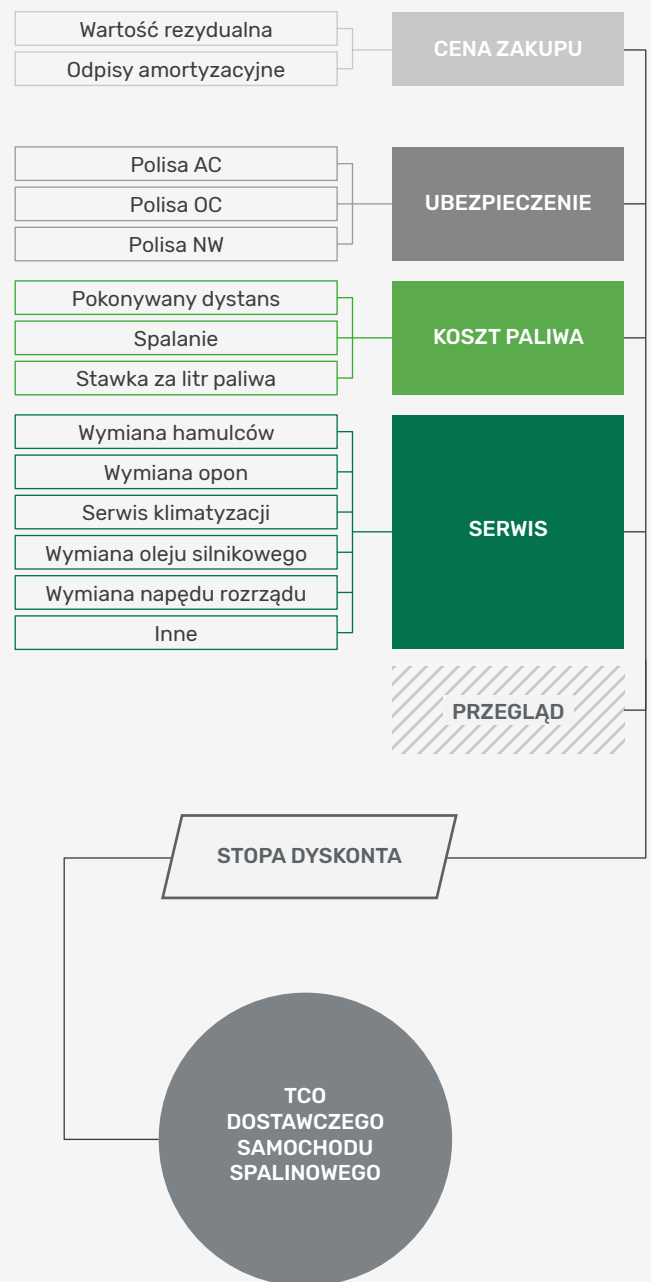 Wartość rezydualna
Odpisy amortyzacyjne
CENA ZAKUPU
Polisa AC
Polisa OC
Polisa NW
UBEZPIECZENIE
Pokonywany dystans
Spalanie
Stawka za litr paliwa
KOSZT PALIWA
Wymiana hamulców
Wymiana opon
Serwis klimatyzacji
Wymiana oleju silnikowego
Wymiana napędu rozrządu
Inne
SERWIS
PRZEGLĄD
STOPA DYSKONTA
TCO
DOSTAWCZEGO
SAMOCHODU
SPALINOWEGO